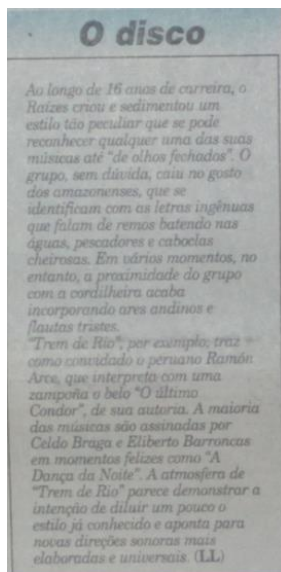 O disco
Ao longo de 16 anos de carreira, o
Raízes criou e sedimentou um
estilo tão peculiar que se pode
reconhecer qualquer uma das suas
músicas até “de olhos fechados”. O
grupo, sem dúvida, caiu no gosto
dos amazonenses, que se
identificam com as letras ingênuas
que falam de remos batendo nas
águas, pescadores e caboclas
cheirosas. Em vários momentos, no
entanto, a proximidade do grupo
com a cordilheira acaba
incorporando ares andinos e
flautas tristes.
"Trem de Rio", por exemplo, traz
como convidado o peruano Ramón
Arce, que interpreta com uma
zampoña o belo “O último
Condor”, de sua autoria. A maioria
das músicas são assinadas por
Celdo Braga e Eliberto Barroncas
em momentos felizes como “A
Dança da Noite”. A atmosfera de
“Trem de Rio” parece demonstrar a
intenção de diluir um pouco o
estilo já conhecido e aponta para
novas direções sonoras mais
elaboradas e universais. (LL)